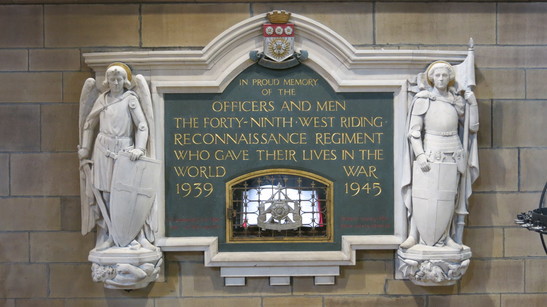 IN PROUD MEMORY
OF THE
OFFICERS AND MEN
THE FORTY-NINTH·WEST RIDING
RECONNAISSANCE REGIMENT
WHO GAVE THEIR LIVES IN THE
WORLD WAR
1939 1945